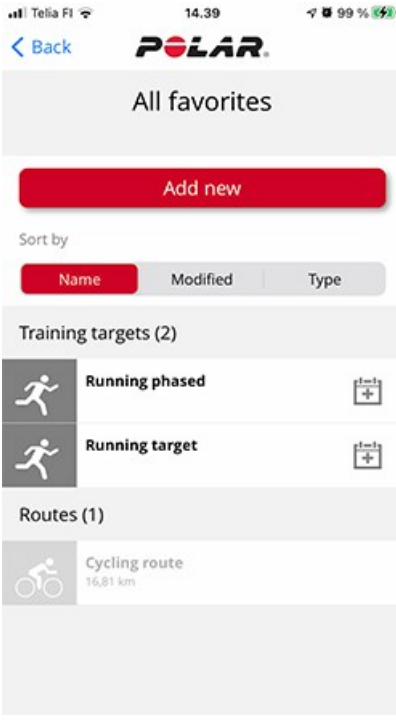 Telia FI 14.39 99 %
Back POLAR.
All favorites
Add new
Sort by
Name Modified Type
Training targets (2)
Running phased
Running target
Routes (1)
Cycling route
16,81 km